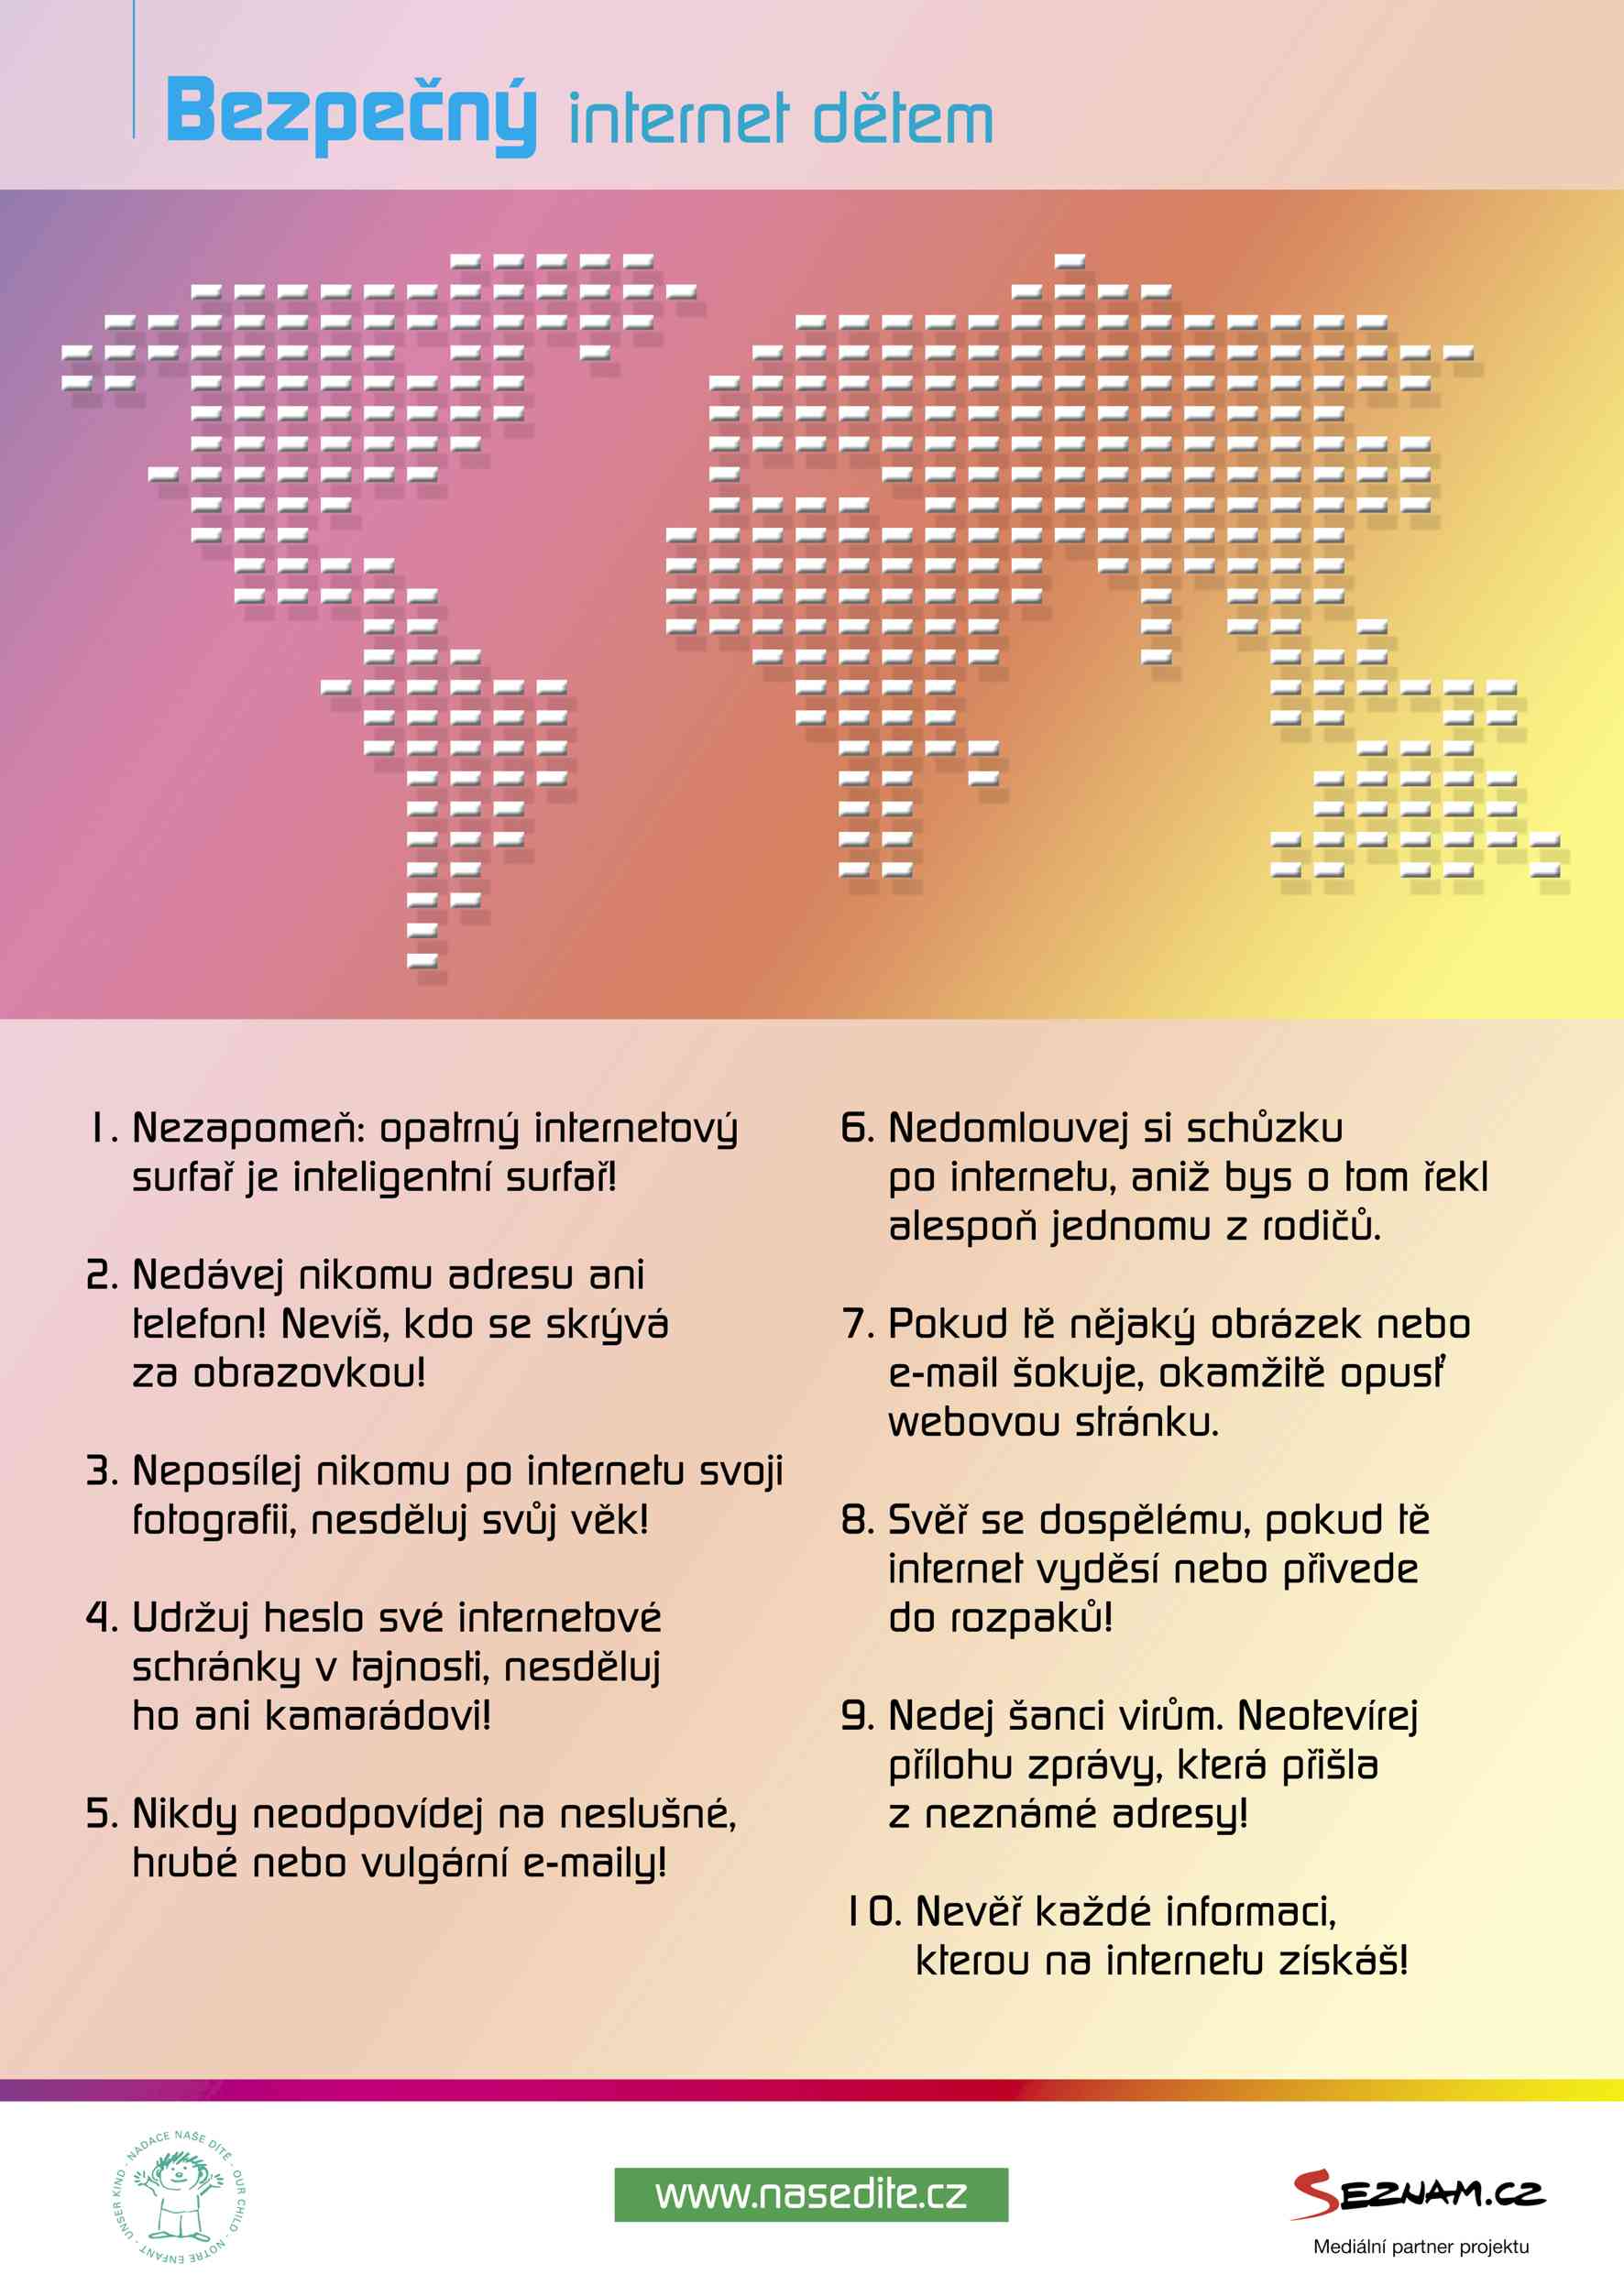 Bezpečný internet dětem
1. Nezapomeň: opatrný internetový
surfař je inteligentní surfař!
2. Nedávej nikomu adresu ani
telefon! Nevíš, kdo se skrývá
za obrazovkou!
3. Neposílej nikomu po internetu svoji
fotografii, nesděluj svůj věk!
4. Udržuj heslo své internetové
schránky v tajnosti, nesděluj
ho ani kamarádovi!
5. Nikdy neodpovídej na neslušné,
hrubé nebo vulgární e-maily!
6. Nedomlouvej si schůzku
po internetu, aniž bys o tom řekl
alespoň jednomu z rodičů.
7. Pokud tě nějaký obrázek nebo
e-mail šokuje, okamžitě opusť
webovou stránku.
8. Svěř se dospělému, pokud tě
internet vyděsí nebo přivede
do rozpaků!
9. Nedej šanci virům. Neotevírej
přílohu zprávy, která přišla
z neznámé adresy!
10. Nevěř každé informaci,
kterou na internetu získáš!
NADACE NAŠE DÍTĚ - OUR CHILD - NOTRE ENFANT - UNSER KIND -
www.nasedite.cz
SEZNAM.CZ
Mediální partner projektu